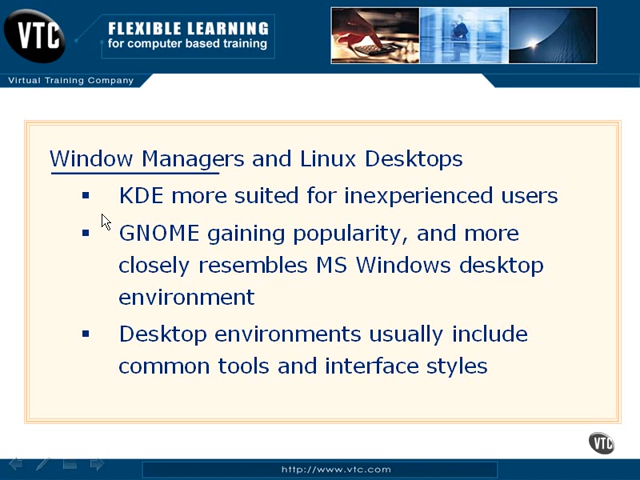 VTC
FLEXIBLE LEARNING
for computer based training
Virtual Training Company
Window Managers and Linux Desktops
▪ KDE more suited for inexperienced users
▪ GNOME gaining popularity, and more
closely resembles MS Windows desktop
environment
▪ Desktop environments usually include
common tools and interface styles
VTC
http://www.vtc.com